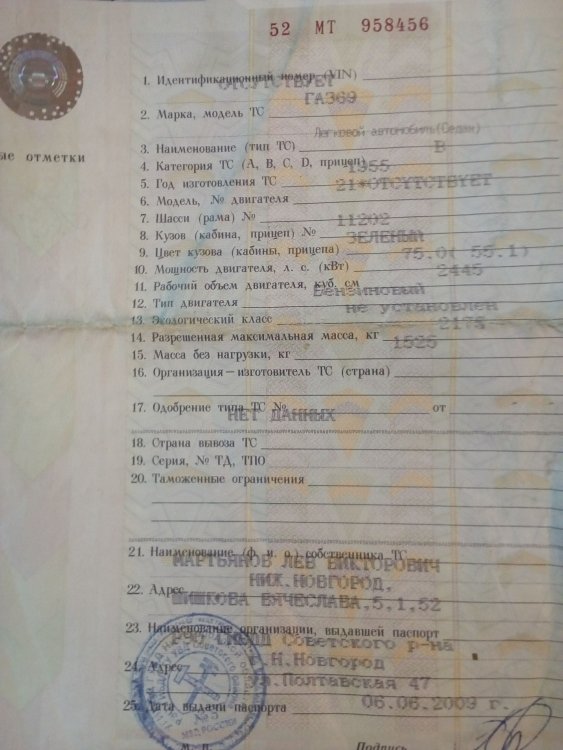 52 МТ 958456
1. Идентификационный номер (VIN) ОТСУТСТВУЕТ
2. Марка, модель ТС ГАЗ69
3. Наименование (тип ТС) Легковой автомобиль(Седан)
ые отметки
4. Категория ТС (А, В, С, D, прицеп) В
5. Год изготовления ТС 1955
6. Модель, № двигателя 21*ОТСУТСТВУЕТ
7. Шасси (рама) №
8. Кузов (кабина, прицеп) № 11202
9. Цвет кузова (кабины, прицепа) ЗЕЛЕНЫЙ
10. Мощность двигателя, л. с. (кВт) 75.0( 55.1)
11. Рабочий объем двигателя, куб. см 2445
12. Тип двигателя Бензиновый
13. Экологический класс не установлен
14. Разрешенная максимальная масса, кг 2175
15. Масса без нагрузки, кг 1525
16. Организация—изготовитель ТС (страна)
17. Одобрение типа ТС № от
НЕТ ДАННЫХ
18. Страна вывоза ТС
19. Серия, № ТД, ТПО
20. Таможенные ограничения
21. Наименование (ф. и. о.) собственника ТС
МАРТЬЯНОВ ЛЕВ ВИКТОРОВИЧ
22. Адрес НИЖ.НОВГОРОД,
ШИШКОВА ВЯЧЕСЛАВА,5,1,52
23. Наименование организации, выдавшей паспорт
Советского р-на
24. Адрес Н.Новгород
ул.Полтавская 47
25. Дата выдачи паспорта 06.06.2009 г.
М. П. Подпись